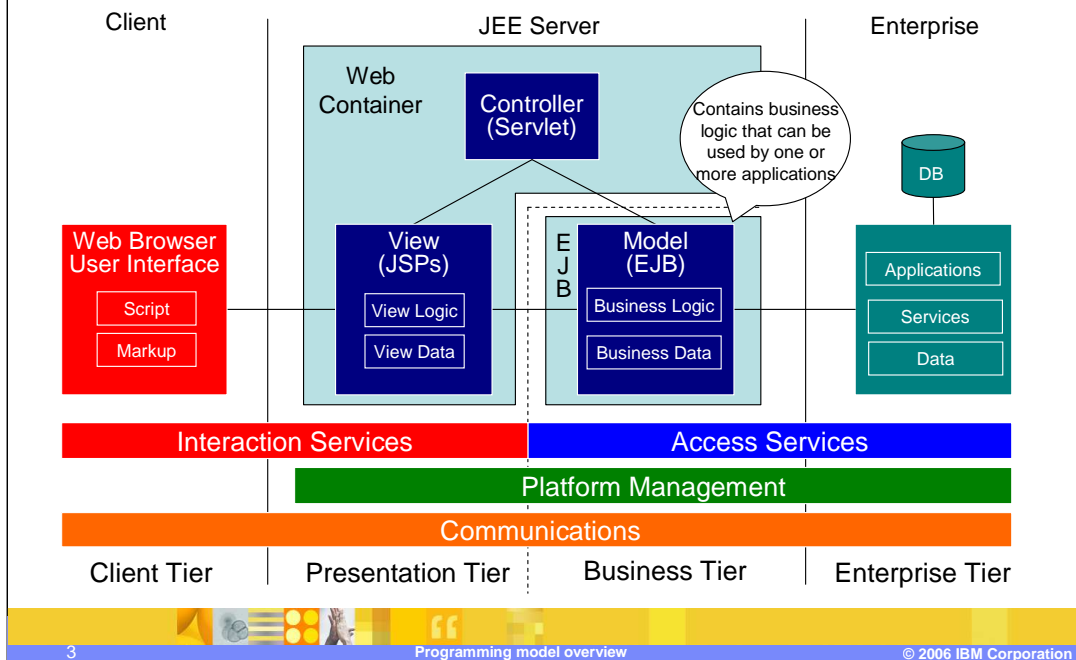 Client
JEE Server
Enterprise
Web
Container
Controller
(Servlet)
Contains business
logic that can be
used by one or
more applications
DB
Web Browser
User Interface
Script
Markup
View
(JSPs)
View Logic
View Data
E
J
B
Model
(EJB)
Business Logic
Business Data
Applications
Services
Data
Interaction Services
Access Services
Platform Management
Communications
Client Tier
Presentation Tier
Business Tier
Enterprise Tier
3
Programming model overview
© 2006 IBM Corporation